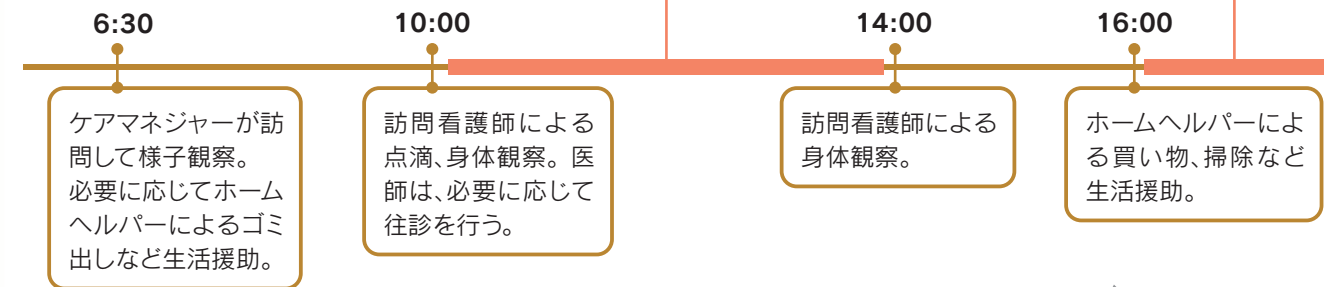 6:30
ケアマネジャーが訪
問して様子観察。
必要に応じてホーム
ヘルパーによるゴミ
出しなど生活援助。
10:00
訪問看護師による
点滴、身体観察。医
師は、必要に応じて
往診を行う。
14:00
訪問看護師による
身体観察。
16:00
ホームヘルパーによ
る買い物、掃除など
生活援助。